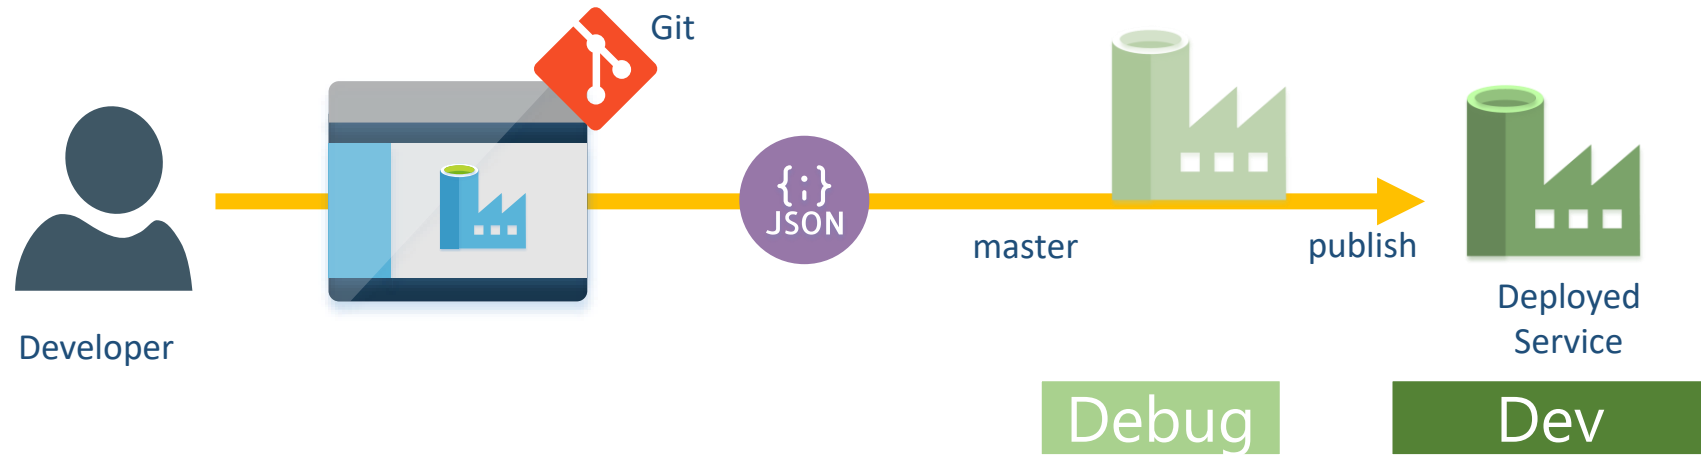 Git
{;}
JSON
master
publish
Developer
Deployed
Service
Debug
Dev